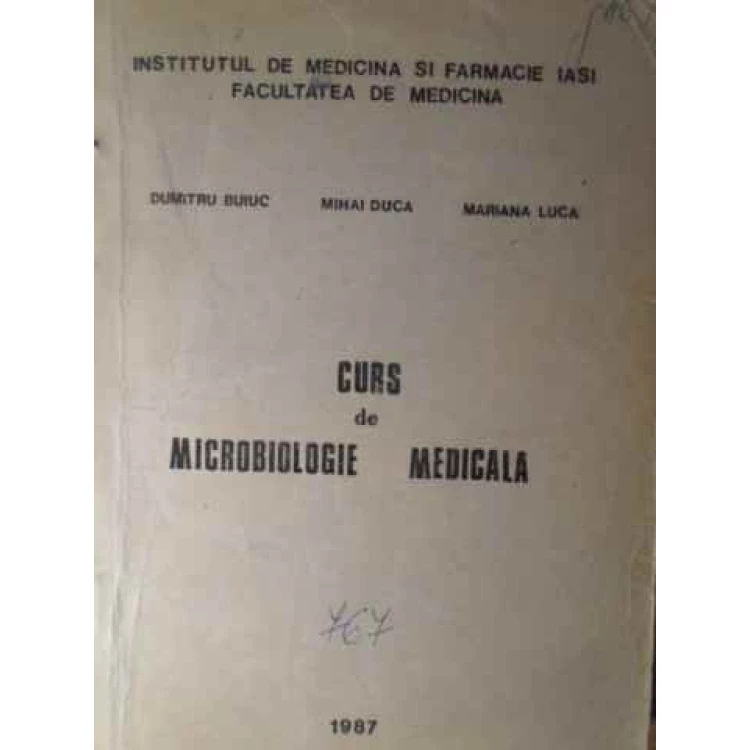 INSTITUTUL DE MEDICINA SI FARMACIE IASI
FACULTATEA DE MEDICINA
DUMITRU BUIUC MIHAI DUCA MARIANA LUCA
CURS
de
MICROBIOLOGIE MEDICALA
767
1987